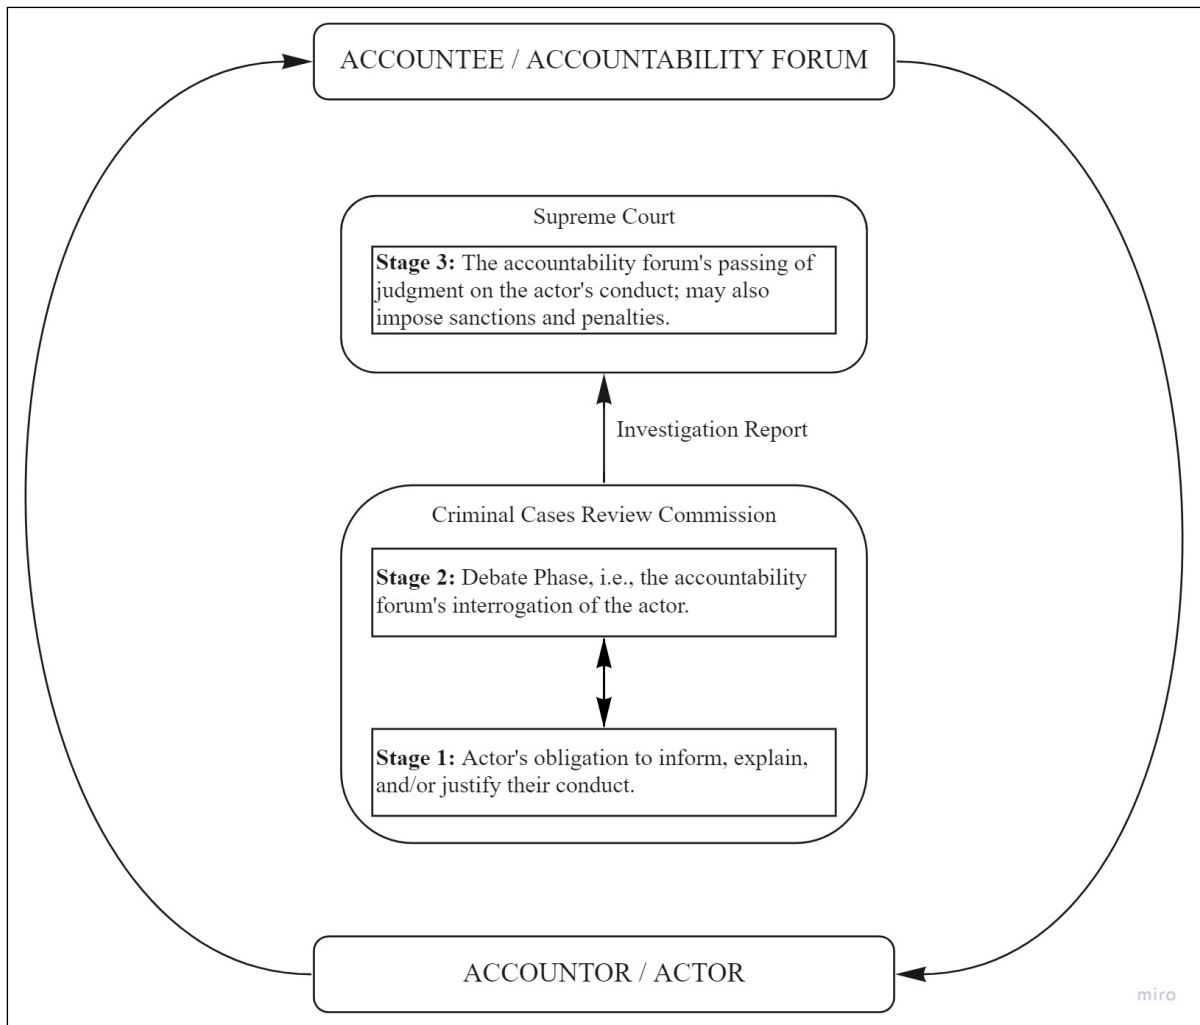 ACCOUNTEE / ACCOUNTABILITY FORUM
Supreme Court
Stage 3: The accountability forum's passing of
judgment on the actor's conduct; may also
impose sanctions and penalties.
Investigation Report
Criminal Cases Review Commission
Stage 2: Debate Phase, i.e., the accountability
forum's interrogation of the actor.
Stage 1: Actor's obligation to inform, explain,
and/or justify their conduct.
ACCOUNTOR / ACTOR
miro